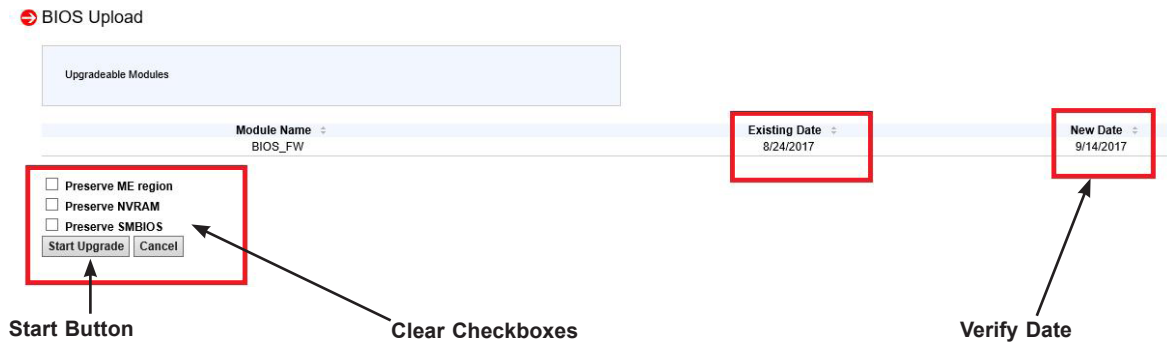 BIOS Upload
Upgradeable Modules
Module Name Existing Date New Date
BIOS_FW 8/24/2017 9/14/2017
Preserve ME region
Preserve NVRAM
Preserve SMBIOS
Start Upgrade Cancel
Start Button Clear Checkboxes Verify Date